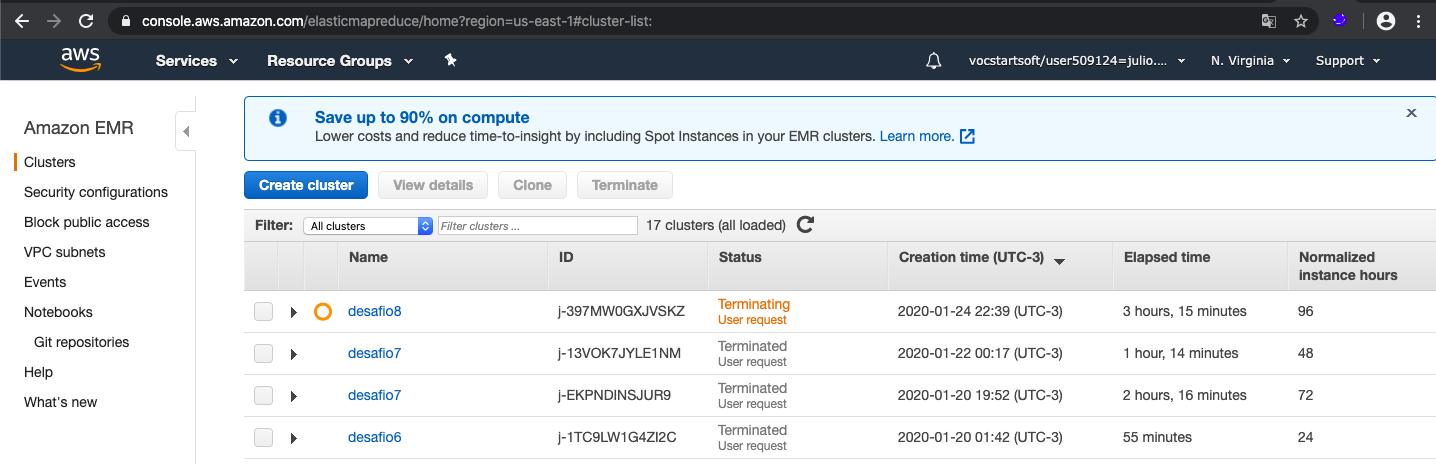 console.aws.amazon.com/elasticmapreduce/home?region=us-east-1#cluster-list:
aws Services Resource Groups vocstartsoft/user509124=julio.... N. Virginia Support
Amazon EMR
Clusters
Security configurations
Block public access
VPC subnets
Events
Notebooks
Git repositories
Help
What's new
Save up to 90% on compute
Lower costs and reduce time-to-insight by including Spot Instances in your EMR clusters. Learn more.
Create cluster View details Clone Terminate
Filter: All clusters Filter clusters ... 17 clusters (all loaded)
Name ID Status Creation time (UTC-3) Elapsed time Normalized
instance hours
desafio8 j-397MW0GXJVSKZ Terminating 2020-01-24 22:39 (UTC-3) 3 hours, 15 minutes 96
User request
desafio7 j-13VOK7JYLE1NM Terminated 2020-01-22 00:17 (UTC-3) 1 hour, 14 minutes 48
User request
desafio7 j-EKPNDINSJUR9 Terminated 2020-01-20 19:52 (UTC-3) 2 hours, 16 minutes 72
User request
desafio6 j-1TC9LW1G4ZI2C Terminated 2020-01-20 01:42 (UTC-3) 55 minutes 24
User request